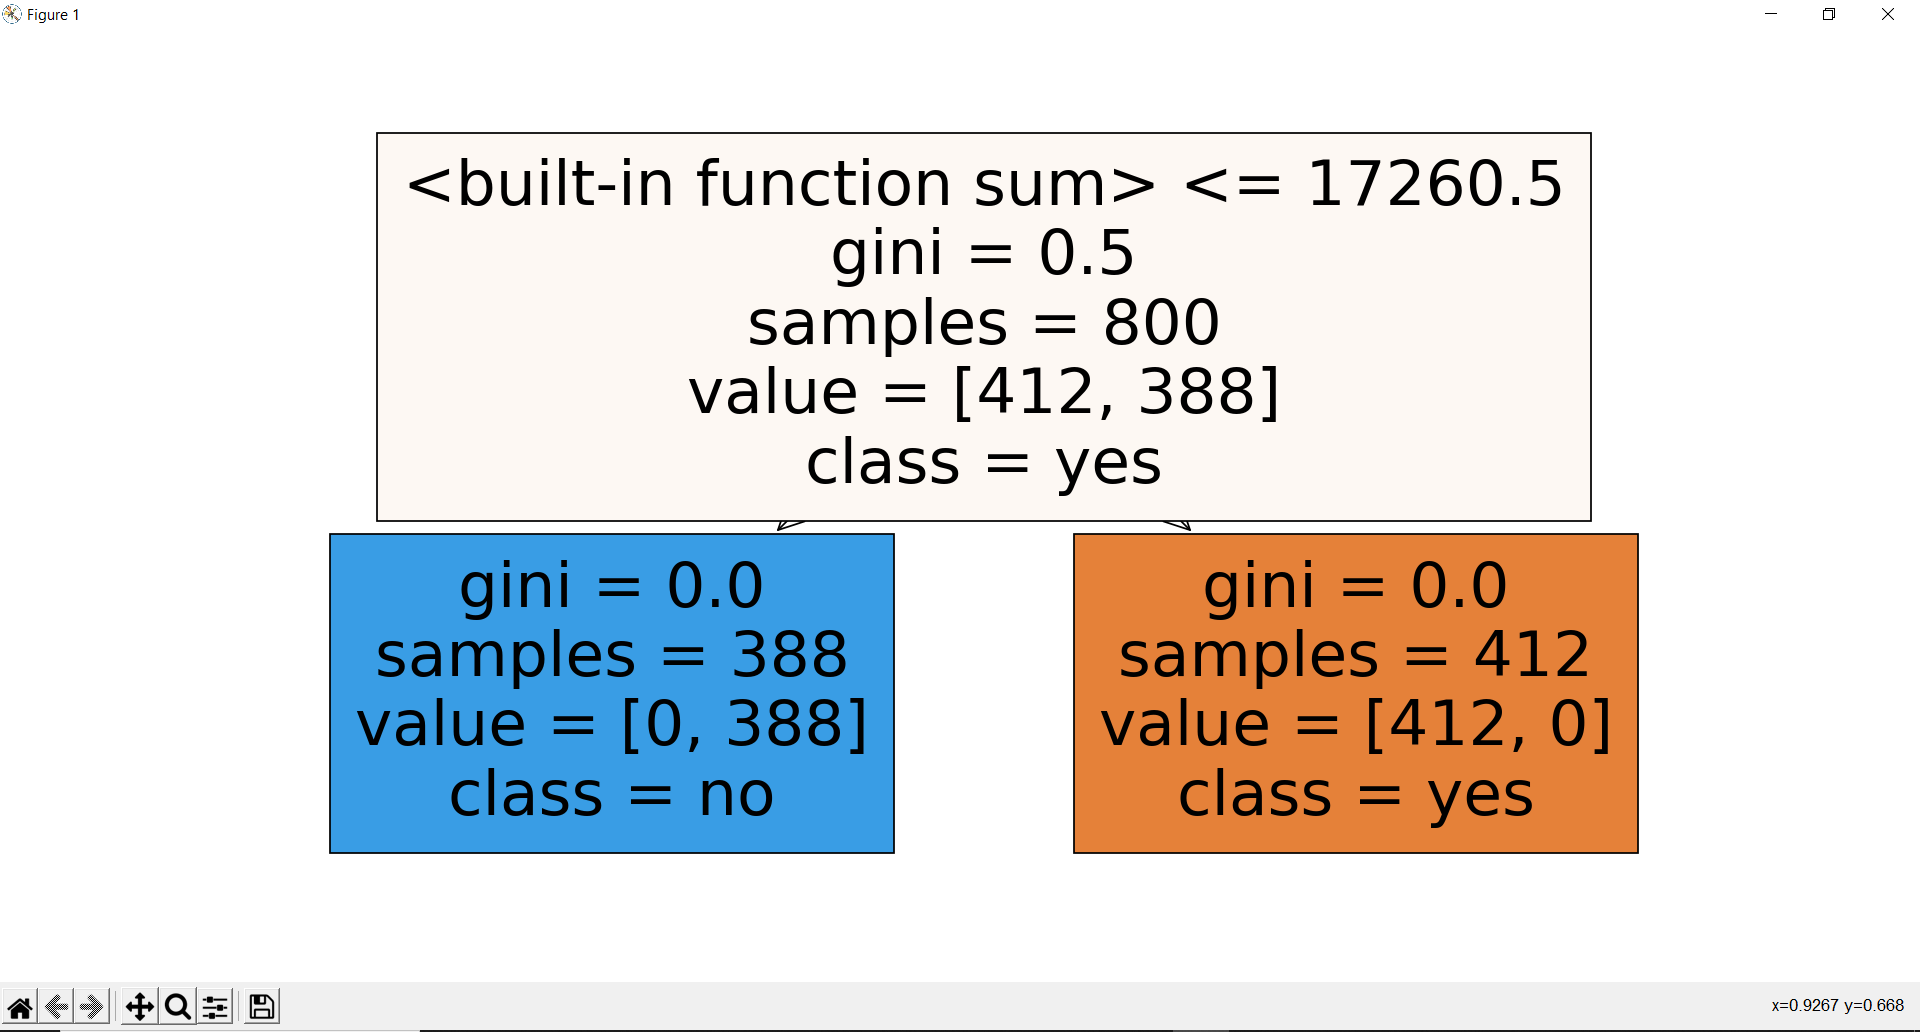 Figure 1
<built-in function sum> <= 17260.5
gini = 0.5
samples = 800
value = [412, 388]
class = yes
gini = 0.0
samples = 388
value = [0, 388]
class = no
gini = 0.0
samples = 412
value = [412, 0]
class = yes
x=0.9267 y=0.668